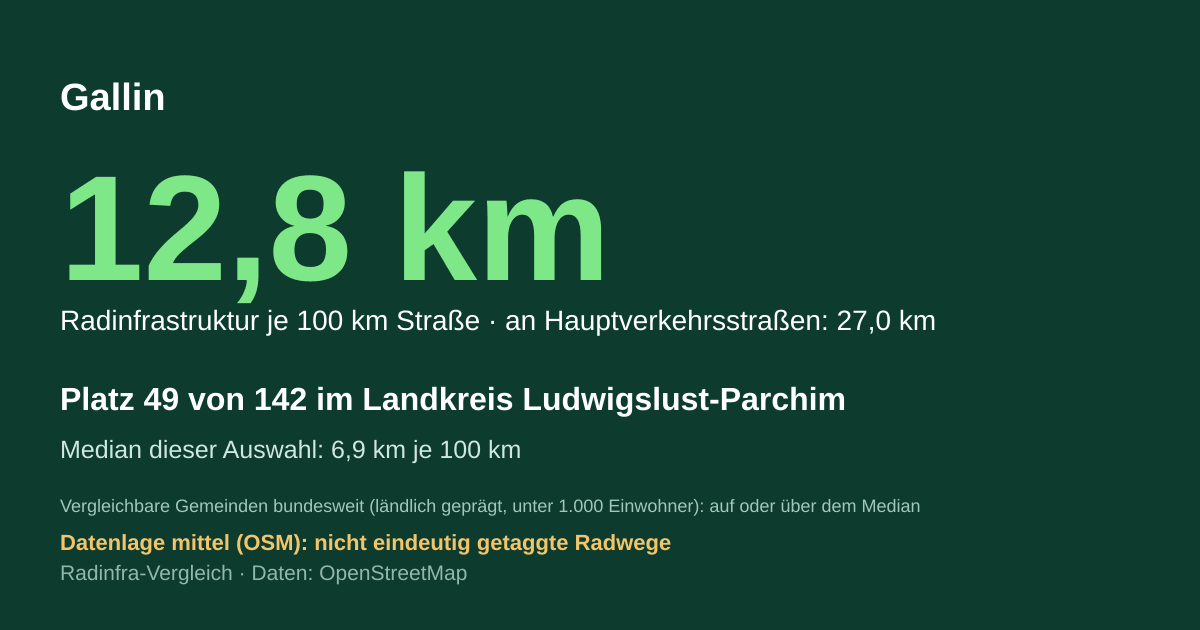 Gallin
12,8 km
Radinfrastruktur je 100 km Straße · an Hauptverkehrsstraßen: 27,0 km
Platz 49 von 142 im Landkreis Ludwigslust-Parchim
Median dieser Auswahl: 6,9 km je 100 km
Vergleichbare Gemeinden bundesweit (ländlich geprägt, unter 1.000 Einwohner): auf oder über dem Median
Datenlage mittel (OSM): nicht eindeutig getaggte Radwege
Radinfra-Vergleich · Daten: OpenStreetMap